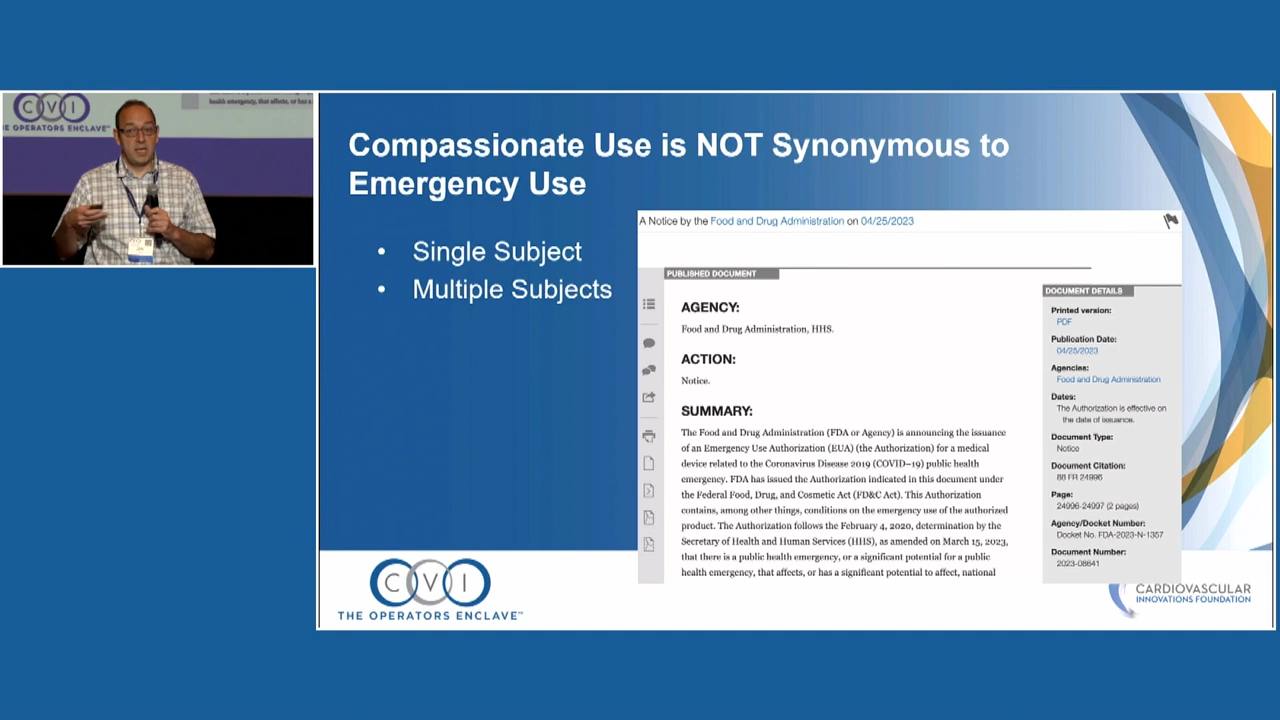 CVI
THE OPERATORS ENCLAVE™
health emergency, that affects, or has a s
Compassionate Use is NOT Synonymous to
Emergency Use
• Single Subject
• Multiple Subjects
A Notice by the Food and Drug Administration on 04/25/2023
PUBLISHED DOCUMENT
AGENCY:
Food and Drug Administration, HHS.
ACTION:
Notice.
SUMMARY:
The Food and Drug Administration (FDA or Agency) is announcing the issuance
of an Emergency Use Authorization (EUA) (the Authorization) for a medical
device related to the Coronavirus Disease 2019 (COVID–19) public health
emergency. FDA has issued the Authorization indicated in this document under
the Federal Food, Drug, and Cosmetic Act (FD&C Act). This Authorization
contains, among other things, conditions on the emergency use of the authorized
product. The Authorization follows the February 4, 2020, determination by the
Secretary of Health and Human Services (HHS), as amended on March 15, 2023,
that there is a public health emergency, or a significant potential for a public
health emergency, that affects, or has a significant potential to affect, national
DOCUMENT DETAILS
Printed version:
PDF
Publication Date:
04/25/2023
Agencies:
Food and Drug Administration
Dates:
The Authorization is effective on
the date of issuance.
Document Type:
Notice
Document Citation:
88 FR 24996
Page:
24996-24997 (2 pages)
Agency/Docket Number:
Docket No. FDA-2023-N-1357
Document Number:
2023-08641
CVI
THE OPERATORS ENCLAVE™
CARDIOVASCULAR
INNOVATIONS FOUNDATION